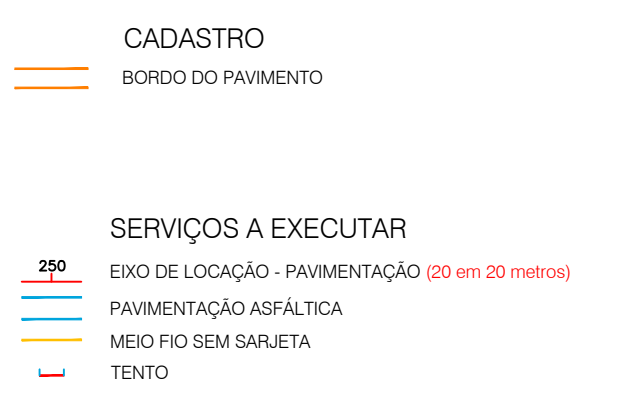 CADASTRO
BORDO DO PAVIMENTO
SERVIÇOS A EXECUTAR
250
EIXO DE LOCAÇÃO - PAVIMENTAÇÃO (20 em 20 metros)
PAVIMENTAÇÃO ASFÁLTICA
MEIO FIO SEM SARJETA
TENTO